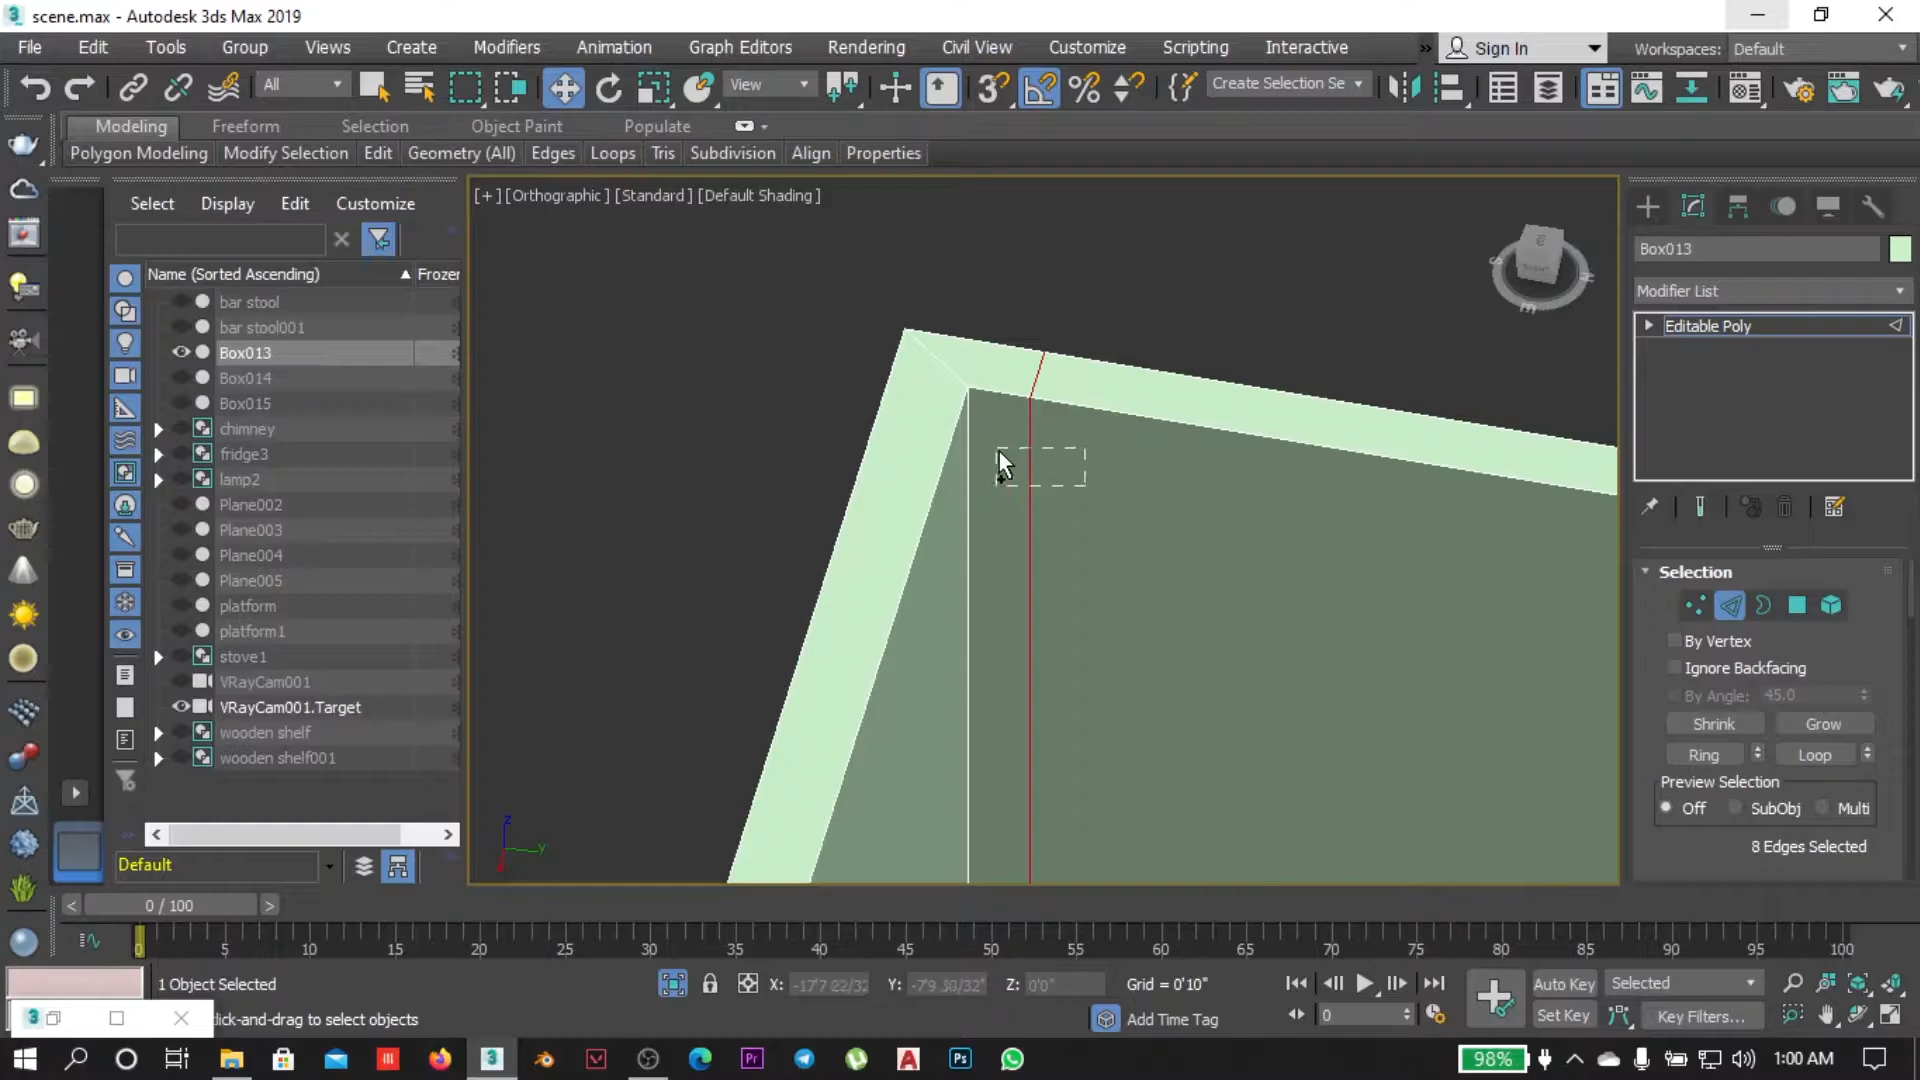 scene.max - Autodesk 3ds Max 2019
File Edit Tools Group Views Create Modifiers Animation Graph Editors Rendering Civil View Customize Scripting Interactive » Sign In Workspaces: Default
All View Create Selection Se
Modeling Freeform Selection Object Paint Populate
Polygon Modeling Modify Selection Edit Geometry (All) Edges Loops Tris Subdivision Align Properties
Select Display Edit Customize
[+] [Orthographic] [Standard] [Default Shading]
Name (Sorted Ascending) Frozen
bar stool
bar stool001
Box013
Box014
Box015
chimney
fridge3
lamp2
Plane002
Plane003
Plane004
Plane005
platform
platform1
stove1
VRayCam001
VRayCam001.Target
wooden shelf
wooden shelf001
Default
Box013
Modifier List
Editable Poly
Selection
By Vertex
Ignore Backfacing
By Angle: 45.0
Shrink Grow
Ring Loop
Preview Selection
Off SubObj Multi
8 Edges Selected
z
y
0 / 100
0 5 10 15 20 25 30 35 40 45 50 55 60 65 70 75 80 85 90 95 100
1 Object Selected X: Y: Z: 0'0" Grid = 0'10" Auto Key Selected
lick-and-drag to select objects Add Time Tag 0 Set Key Key Filters...
98% 1:00 AM